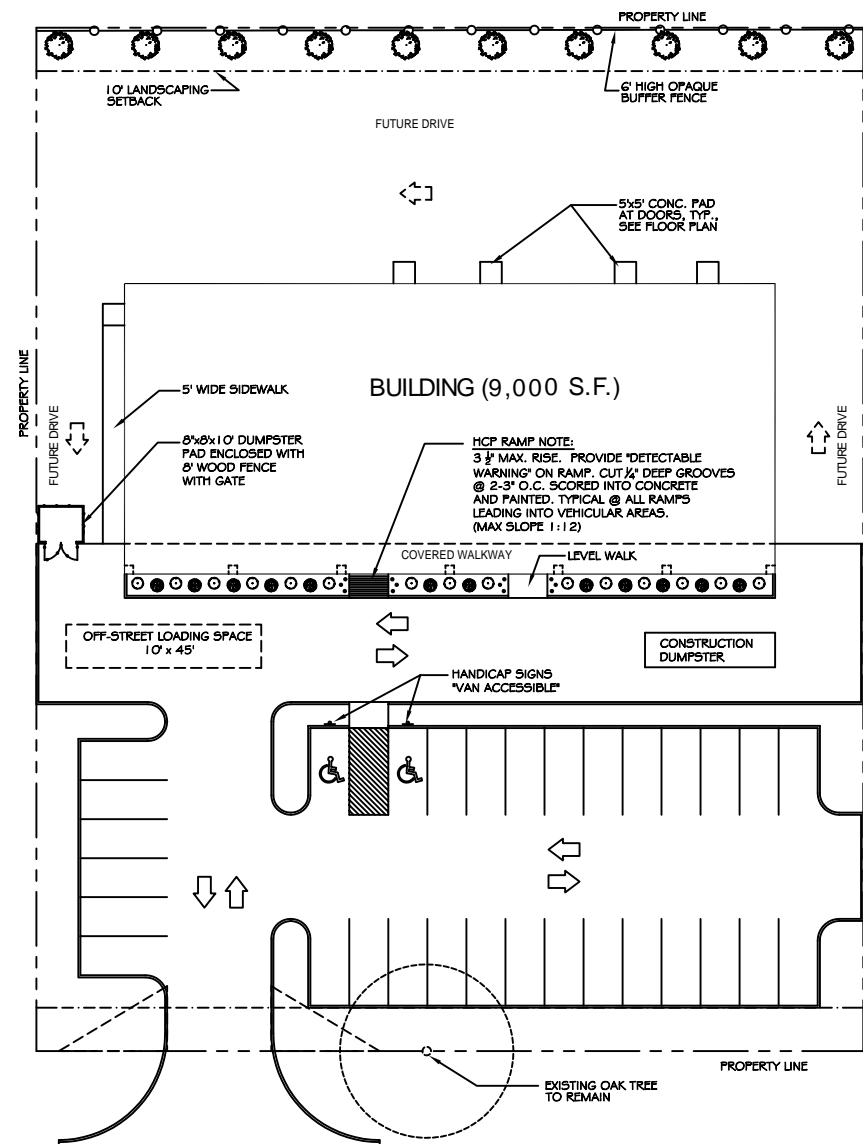 PROPERTY LINE
10' LANDSCAPING
SETBACK
6' HIGH OPAQUE
BUFFER FENCE
FUTURE DRIVE
5'x5' CONC. PAD
AT DOORS, TYP.,
SEE FLOOR PLAN
PROPERTY LINE
5' WIDE SIDEWALK
BUILDING (9,000 S.F.)
FUTURE DRIVE
8"x8'x10' DUMPSTER
PAD ENCLOSED WITH
8' WOOD FENCE
WITH GATE
HCP RAMP NOTE:
3 ½" MAX. RISE. PROVIDE "DETECTABLE
WARNING" ON RAMP. CUT ¼" DEEP GROOVES
@ 2-3" O.C. SCORED INTO CONCRETE
AND PAINTED. TYPICAL @ ALL RAMPS
LEADING INTO VEHICULAR AREAS.
(MAX SLOPE 1:12)
FUTURE DRIVE
COVERED WALKWAY
LEVEL WALK
OFF-STREET LOADING SPACE
10' x 45'
CONSTRUCTION
DUMPSTER
HANDICAP SIGNS
"VAN ACCESSIBLE"
PROPERTY LINE
EXISTING OAK TREE
TO REMAIN